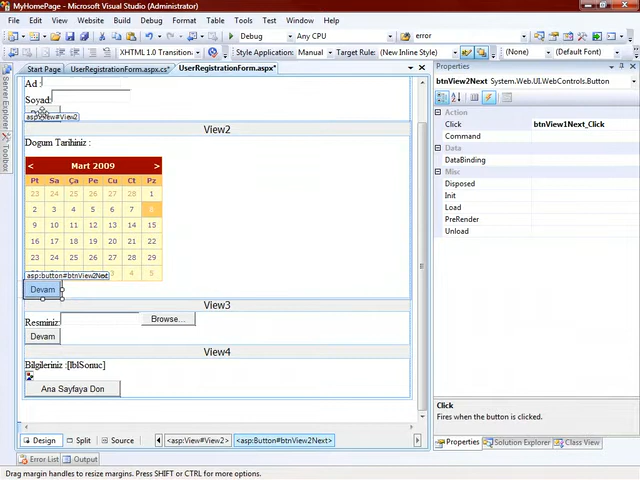 MyHomePage - Microsoft Visual Studio (Administrator)
File Edit View Website Build Debug Format Table Tools Test Window Help
Debug Any CPU error
XHTML 1.0 Transition Style Application: Manual Target Rule: (New Inline Style) (None) (Default Font)
Start Page UserRegistrationForm.aspx.cs* UserRegistrationForm.aspx*
Properties
Server Explorer
Toolbox
Ad :
Soyad:
asp:view#View2
View2
Dogum Tarihiniz :
< Mart 2009 >
Pt Sa Ça Pe Cu Ct Pz
23 24 25 26 27 28 1
2 3 4 5 6 7 8
9 10 11 12 13 14 15
16 17 18 19 20 21 22
23 24 25 26 27 28 29
3 4 5
asp:button#btnView2Next
Devam
View3
Resminiz: Browse...
Devam
View4
Bilgileriniz :[lblSonuc]
Ana Sayfaya Don
Design Split Source <asp:View#View2> <asp:Button#btnView2Next>
btnView2Next System.Web.UI.WebControls.Button
Action
Click btnView1Next_Click
Command
Data
DataBinding
Misc
Disposed
Init
Load
PreRender
Unload
Click
Fires when the button is clicked.
Properties Solution Explorer Class View
Error List Output
Drag margin handles to resize margins. Press SHIFT or CTRL for more options.